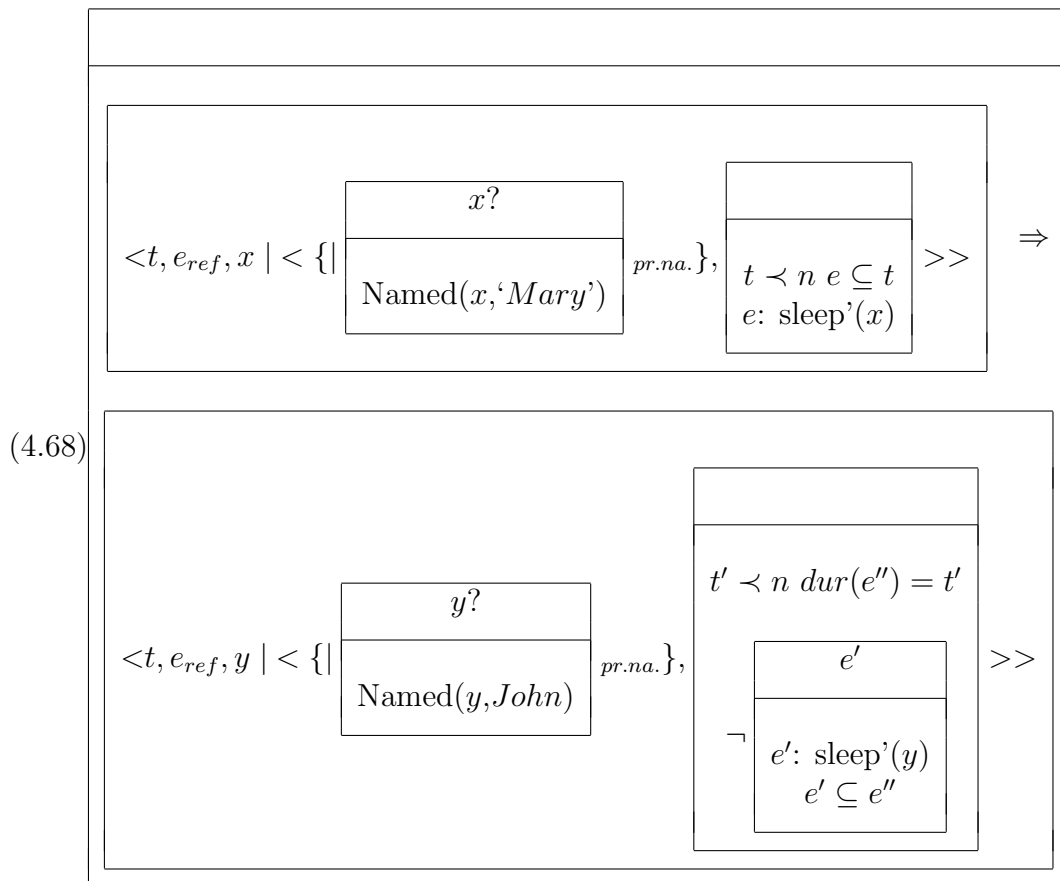 x?
<t, e_ref, x | < {| Named(x,‘Mary’) pr.na.}, t ≺ n e ⊆ t >> ⇒
e: sleep’(x)
(4.68)
t′ ≺ n dur(e′′) = t′
y?
e′
<t, e_ref, y | < {| Named(y,John) pr.na.}, >>
¬ e′: sleep’(y)
e′ ⊆ e′′